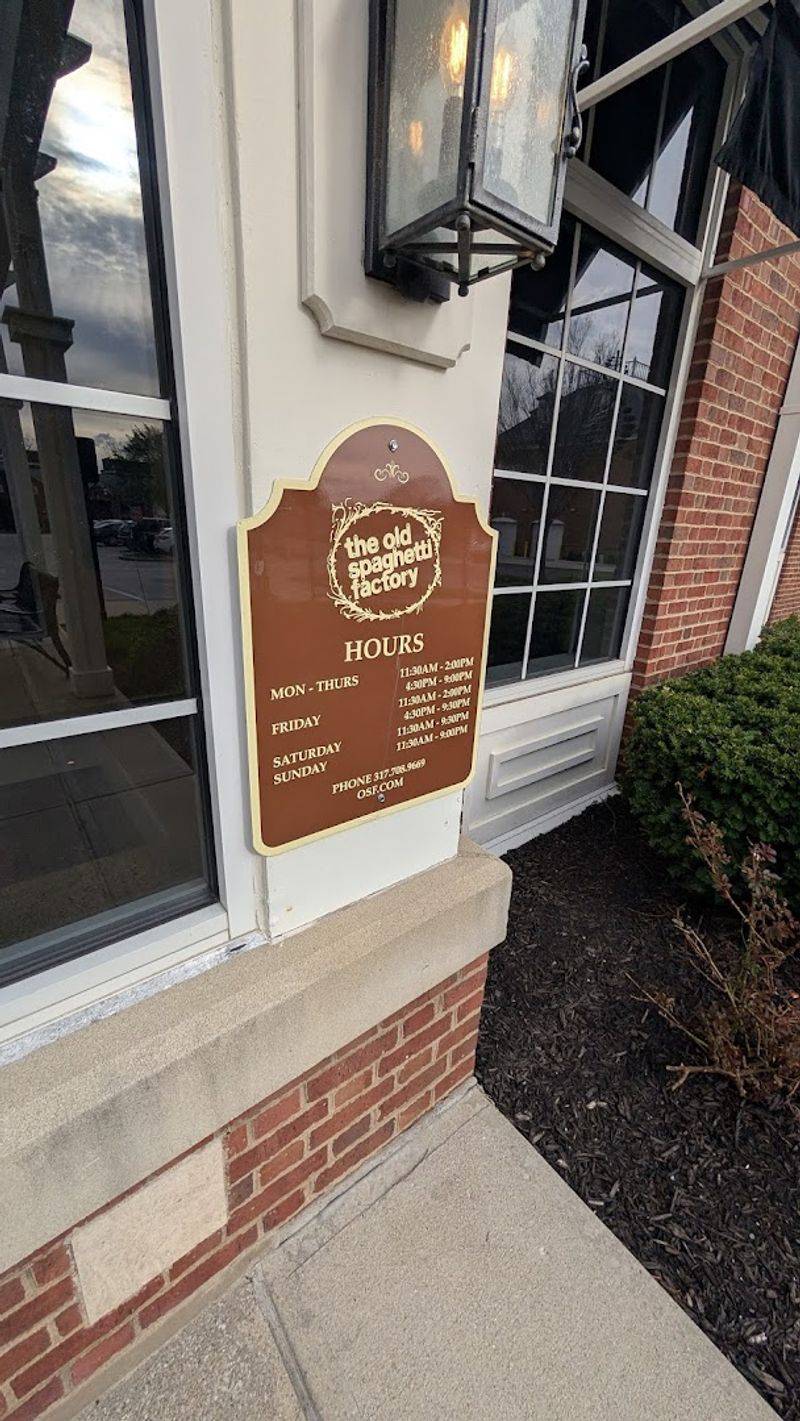 the old
spaghetti
factory
HOURS
MON - THURS 11:30AM - 2:00PM
4:30PM - 9:00PM
FRIDAY 11:30AM - 2:00PM
4:30PM - 9:30PM
SATURDAY 11:30AM - 9:30PM
SUNDAY 11:30AM - 9:00PM
PHONE 317.708.9669
OSF.COM